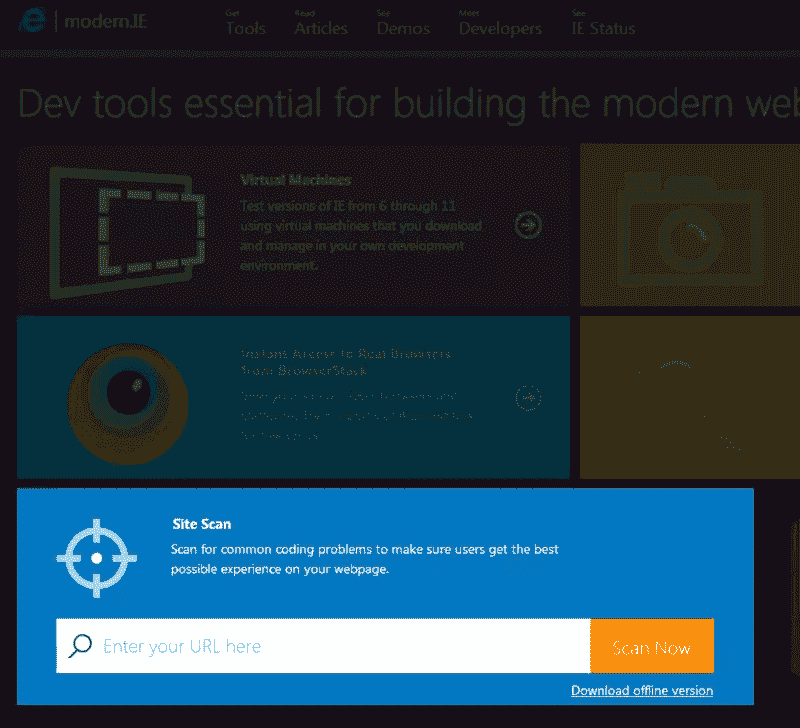 modern.IE
Get
Tools
Read
Articles
See
Demos
Meet
Developers
See
IE Status
Dev tools essential for building the modern web
Virtual Machines
Test versions of IE from 6 through 11
using virtual machines that you download
and manage in your own development
environment.
Instant Access to Real Browsers
from BrowserStack
Site Scan
Scan for common coding problems to make sure users get the best
possible experience on your webpage.
Enter your URL here
Scan Now
Download offline version